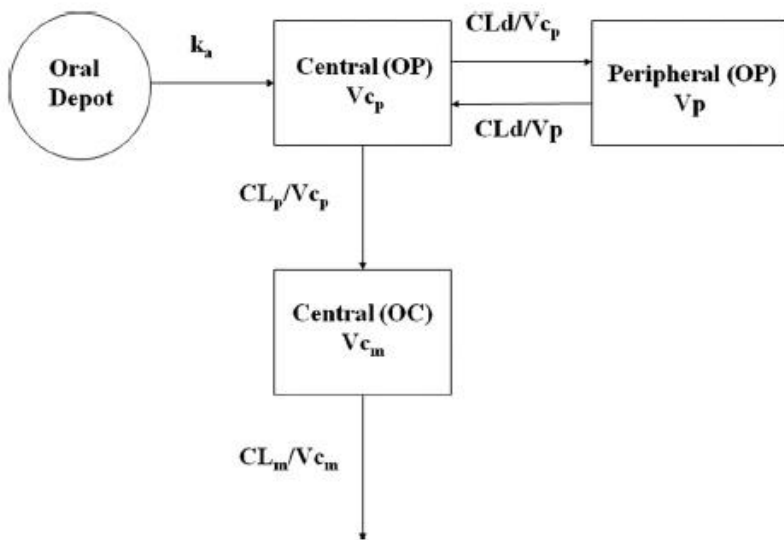 Oral
Depot
kₐ
Central (OP)
Vcₚ
CLd/Vcₚ
CLd/Vp
Peripheral (OP)
Vp
CLₚ/Vcₚ
Central (OC)
Vcₘ
CLₘ/Vcₘ